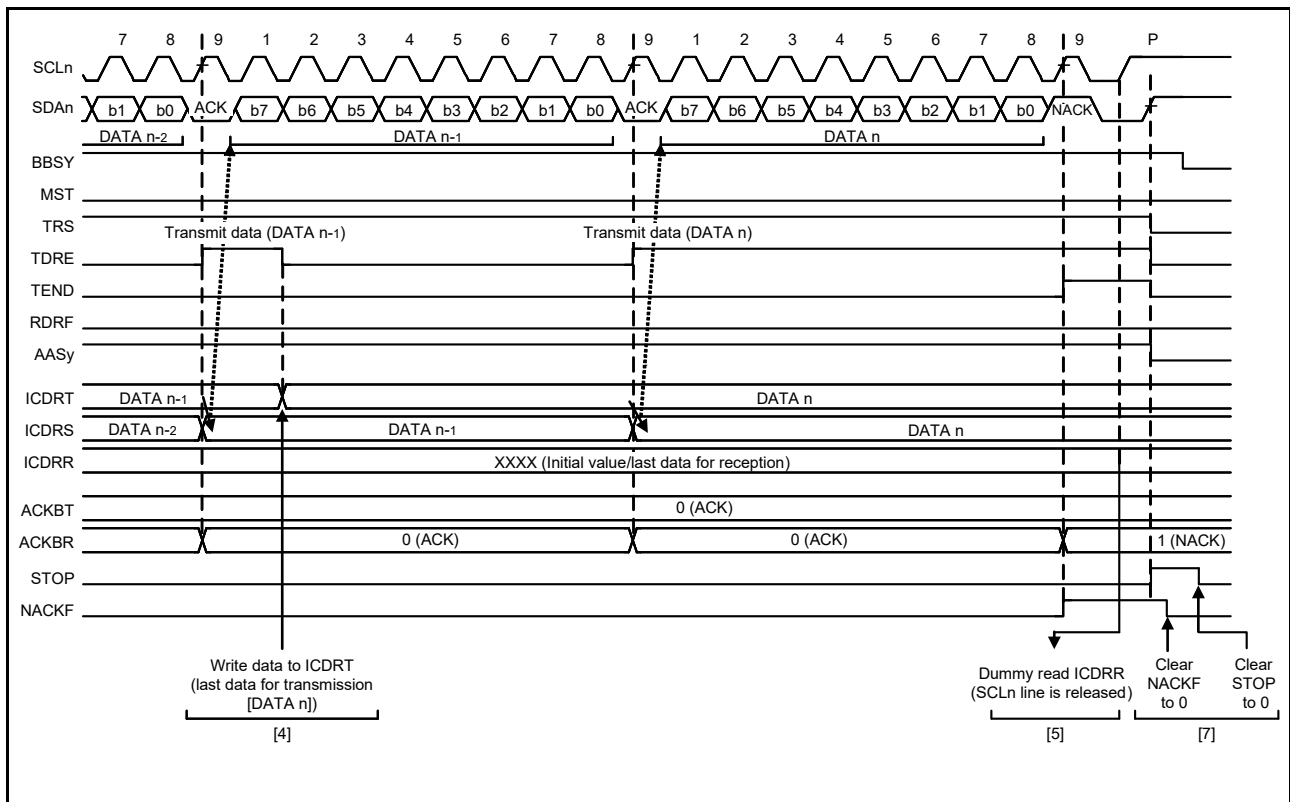 7 8 9 1 2 3 4 5 6 7 8 9 1 2 3 4 5 6 7 8 9 P
SCLn
SDAn b1 b0 ACK b7 b6 b5 b4 b3 b2 b1 b0 ACK b7 b6 b5 b4 b3 b2 b1 b0 NACK
DATA n-2 DATA n-1 DATA n
BBSY
MST
TRS
Transmit data (DATA n-1) Transmit data (DATA n)
TDRE
TEND
RDRF
AASy
ICDRT DATA n-1 DATA n
ICDRS DATA n-2 DATA n-1 DATA n
ICDRR XXXX (Initial value/last data for reception)
ACKBT 0 (ACK)
ACKBR 0 (ACK) 0 (ACK) 1 (NACK)
STOP
NACKF
Write data to ICDRT
(last data for transmission
[DATA n])
[4]
Dummy read ICDRR
(SCLn line is released)
[5]
Clear
NACKF
to 0
Clear
STOP
to 0
[7]